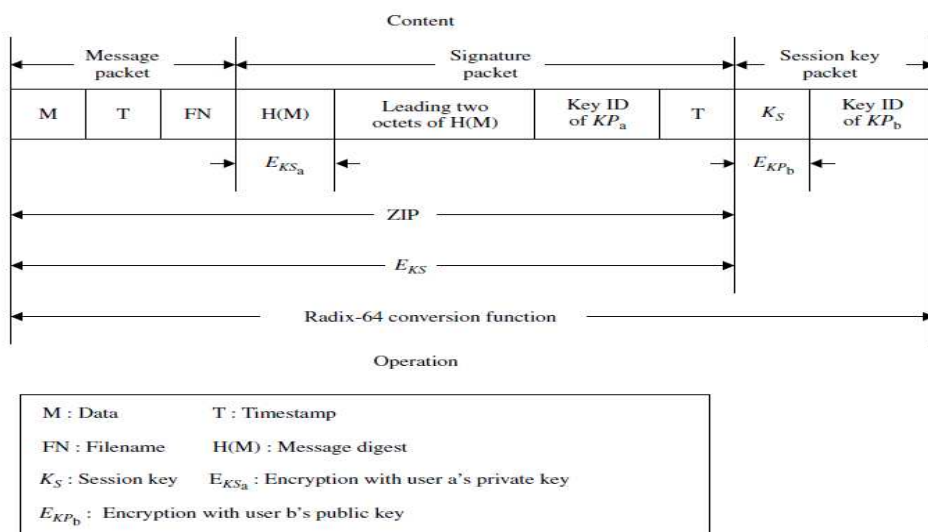 Content
Message packet
Signature packet
Session key packet
M
T
FN
H(M)
Leading two octets of H(M)
Key ID of KPa
T
KS
Key ID of KPb
EKSa
EKPb
ZIP
EKS
Radix-64 conversion function
Operation
M : Data T : Timestamp
FN : Filename H(M) : Message digest
KS : Session key EKSa : Encryption with user a's private key
EKPb : Encryption with user b's public key